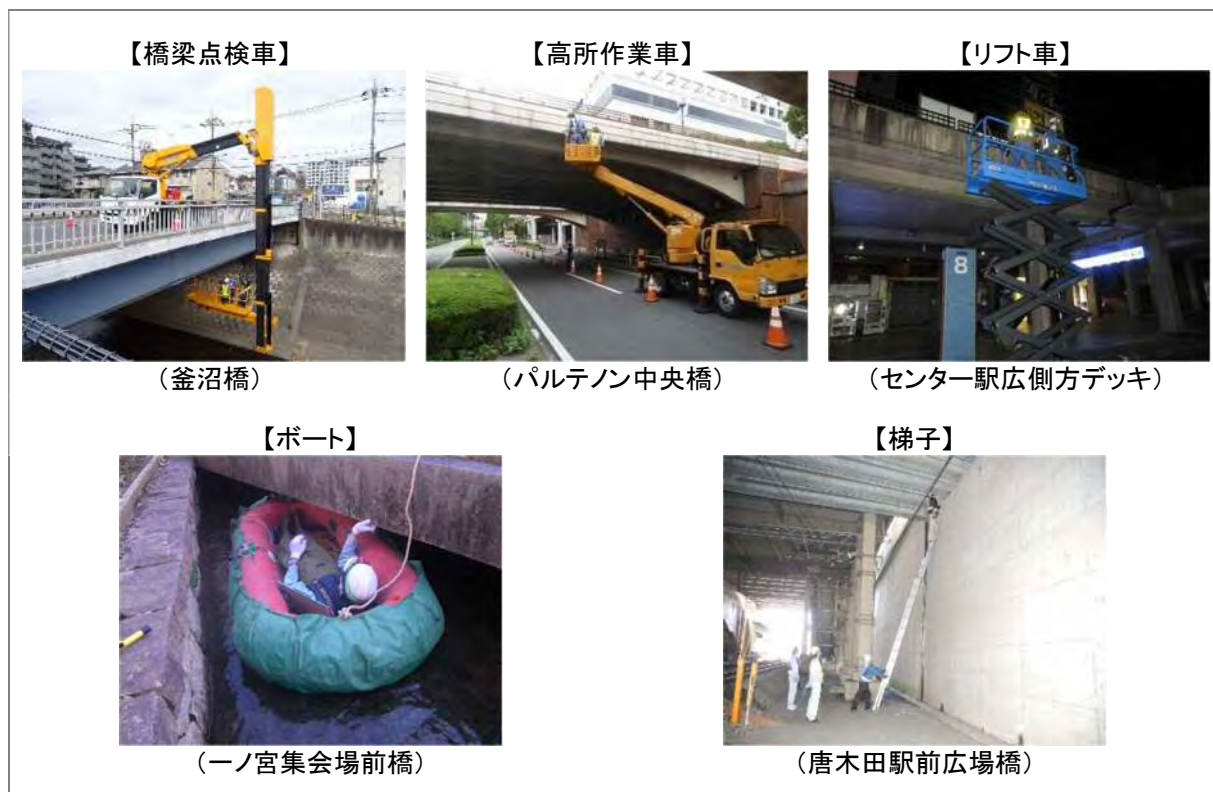 【橋梁点検車】
【高所作業車】
【リフト車】
8
（釜沼橋）
（パルテノン中央橋）
（センター駅広側方デッキ）
【ボート】
【梯子】
（一ノ宮集会場前橋）
（唐木田駅前広場橋）